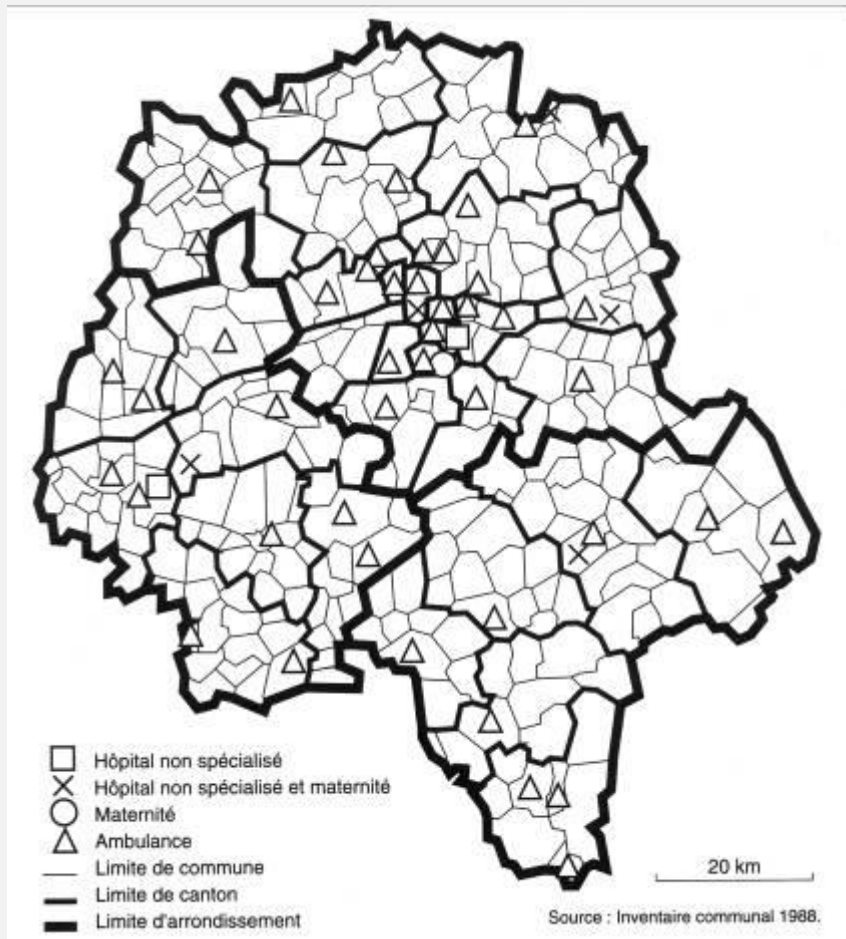 Hôpital non spécialisé
Hôpital non spécialisé et maternité
Maternité
Ambulance
Limite de commune
Limite de canton
Limite d'arrondissement
20 km
Source : Inventaire communal 1988.